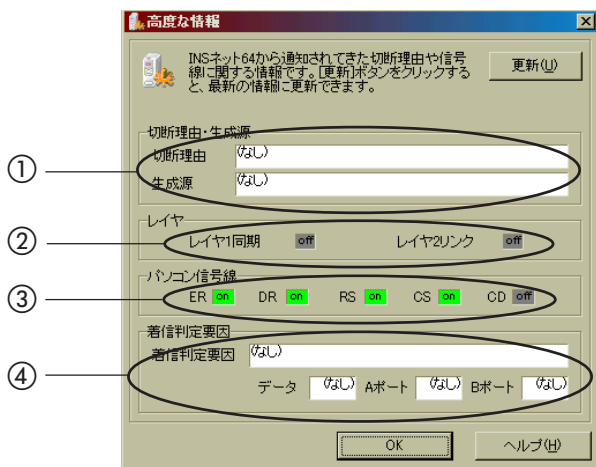 高度な情報
INSネット64から通知されてきた切断理由や信号
線に関する情報です。[更新]ボタンをクリックする
と、最新の情報に更新できます。
更新(U)
切断理由・生成源
① 切断理由 (なし)
生成源 (なし)
レイヤ
② レイヤ1同期 off レイヤ2リンク off
パソコン信号線
③ ER on DR on RS on CS on CD off
着信判定要因
着信判定要因 (なし)
④ データ (なし) Aポート (なし) Bポート (なし)
OK ヘルプ(H)